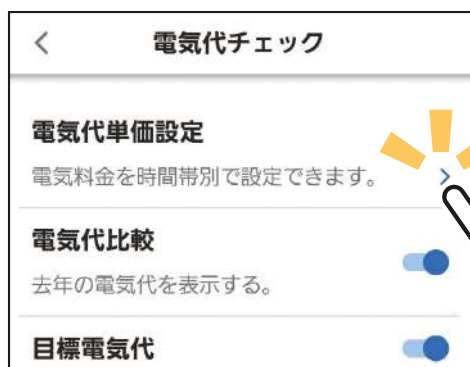 電気代チェック
電気代単価設定
電気料金を時間帯別で設定できます。
電気代比較
去年の電気代を表示する。
目標電気代